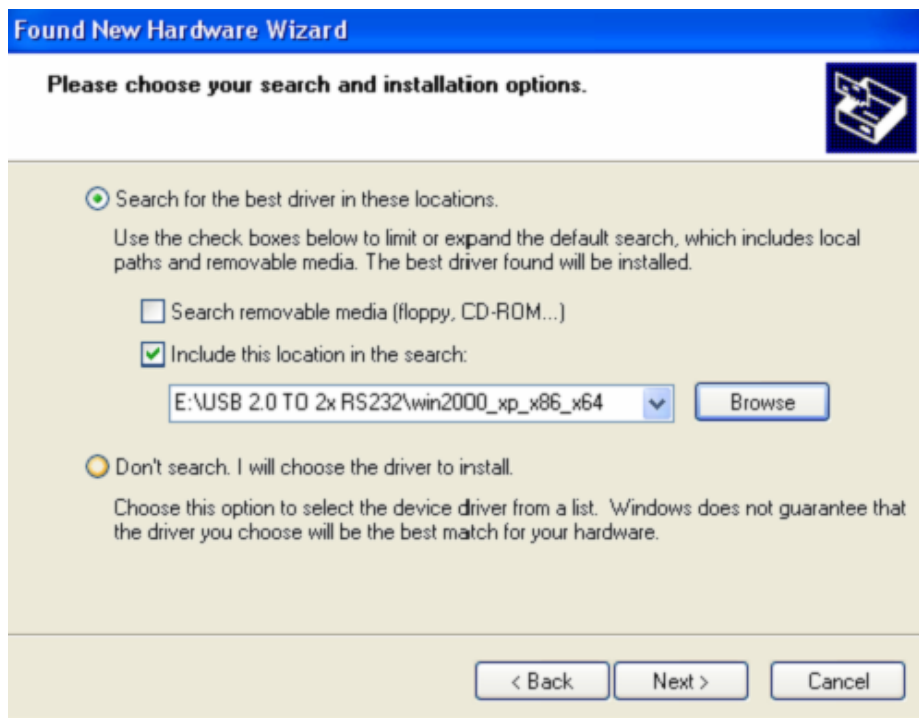 Found New Hardware Wizard
Please choose your search and installation options.
Search for the best driver in these locations.
Use the check boxes below to limit or expand the default search, which includes local
paths and removable media. The best driver found will be installed.
Search removable media (floppy, CD-ROM...)
Include this location in the search:
E:\USB 2.0 TO 2x RS232\win2000_xp_x86_x64
Browse
Don't search. I will choose the driver to install.
Choose this option to select the device driver from a list.  Windows does not guarantee that
the driver you choose will be the best match for your hardware.
< Back
Next >
Cancel